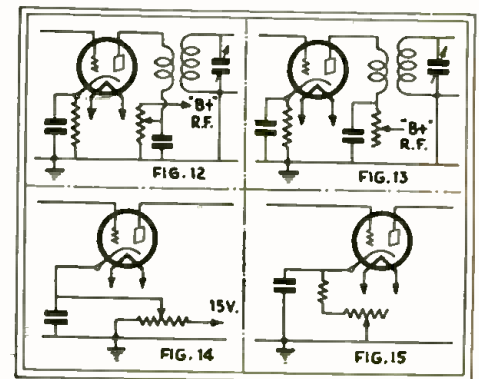 "B+"
R.F.
FIG. 12
"B+"
R.F.
FIG. 13
15V.
FIG. 14
FIG. 15